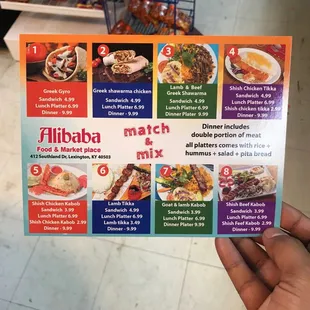 1
2
3
4
Greek Gyro
Sandwich 4.99
Lunch Platter 6.99
Dinner - 9.99
Greek shawarma chicken
Sandwich 4.99
Lunch Platter 6.99
Dinner - 9.99
Lamb & Beef
Greek Shawarma
Sandwich 4.99
Lunch Platter 6.99
Dinner - 9.99
Shish Chicken Tikka
Sandwich 4.99
Lunch Platter 6.99
Shish chicken tikka 2.99
Dinner - 9.99
Alibaba
Food & Market place
412 Southland Dr, Lexington, KY 40503
match
&
mix
Dinner includes
double portion of meat
all platters comes with rice +
hummus + salad + pita bread
5
6
7
8
Shish Chicken Kabob
Sandwich 3.99
Lunch Platter 6.99
Shish Chicken Kabob 2.99
Dinner - 9.99
Lamb Tikka
Sandwich 4.99
Lunch Platter 6.99
Lamb tikka 3.49
Dinner - 9.99
Goat & lamb Kabob
Lunch Platter 6.99
Dinner - 9.99
Shish Beef Kabob
Sandwich 3.99
Lunch Platter 6.99
Shish Beef Kabob 2.99
Dinner - 9.99